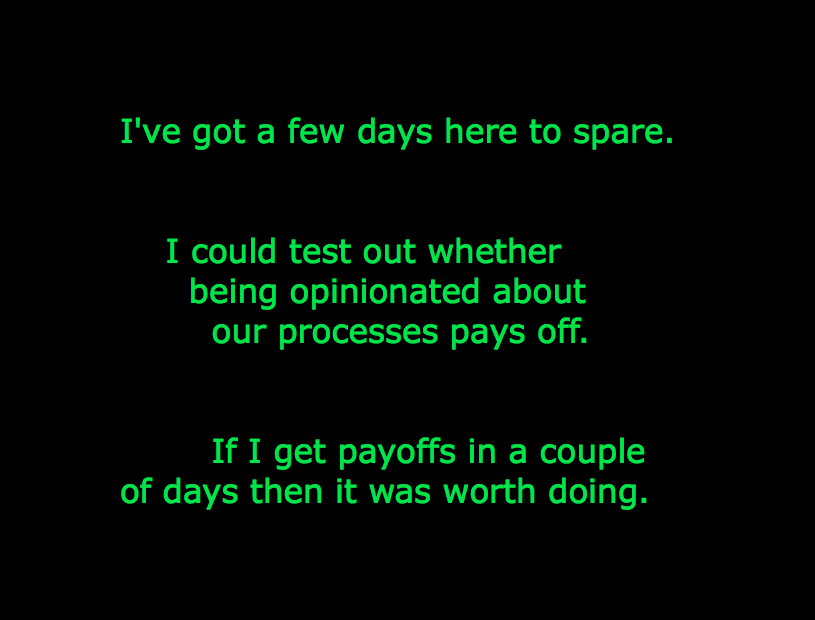 I've got a few days here to spare.
I could test out whether
being opinionated about
our processes pays off.
If I get payoffs in a couple
of days then it was worth doing.